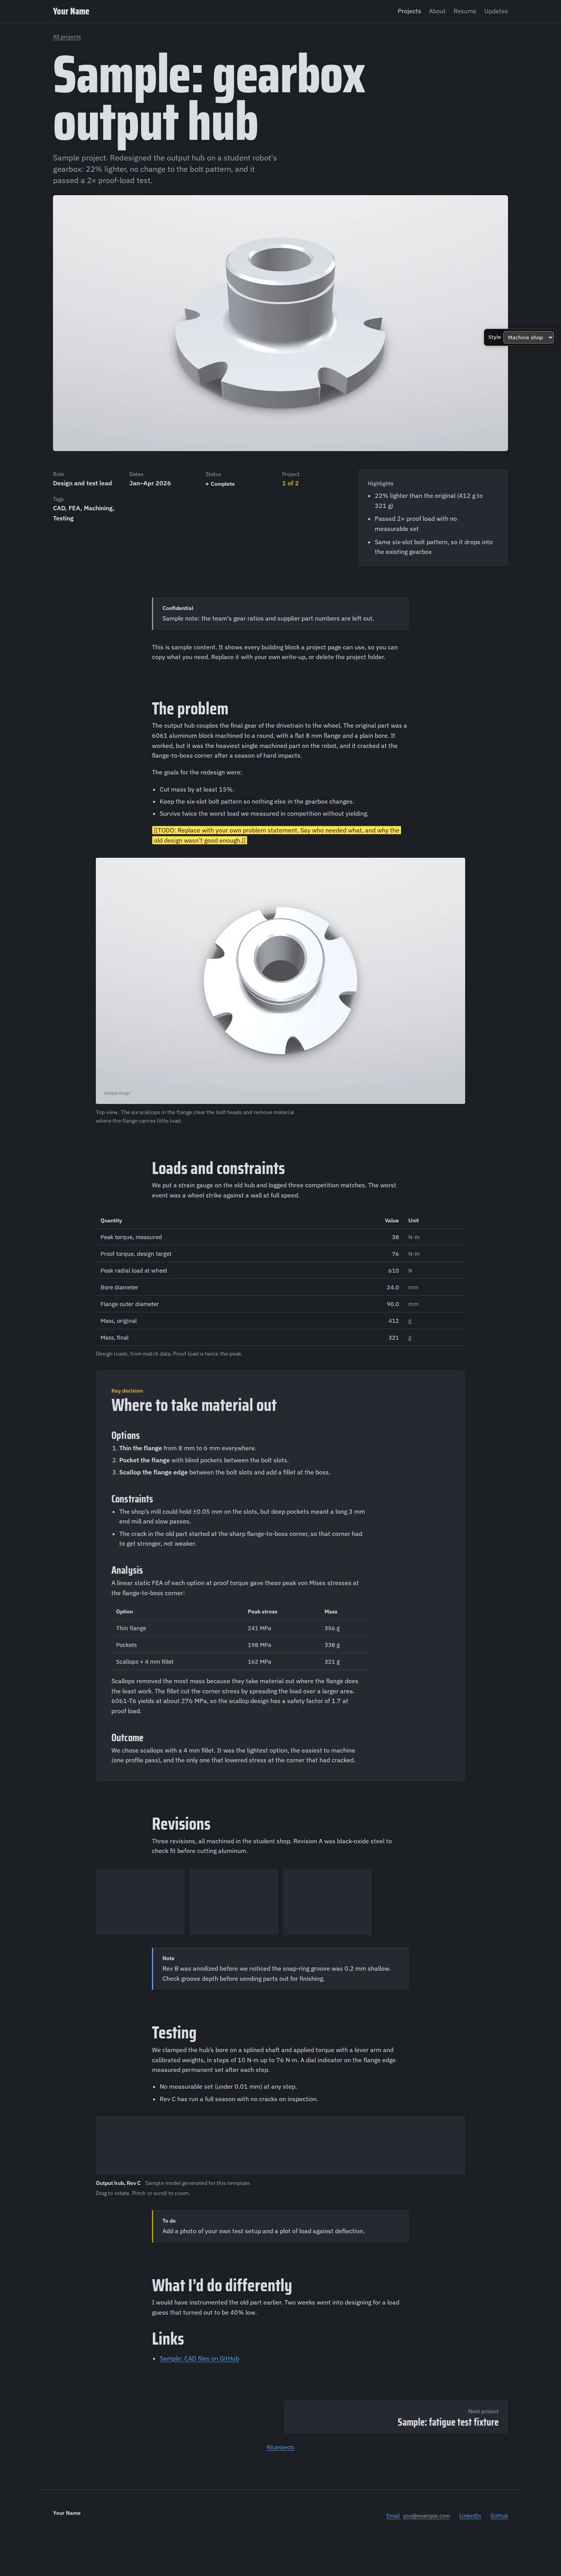 Your Name
Projects About Resume Updates
All projects
Sample: gearbox
output hub
Sample project. Redesigned the output hub on a student robot's
gearbox: 22% lighter, no change to the bolt pattern, and it
passed a 2× proof-load test.
Style Machine shop
Role
Design and test lead
Dates
Jan–Apr 2026
Status
Complete
Project
1 of 2
Tags
CAD, FEA, Machining,
Testing
Highlights
• 22% lighter than the original (412 g to
321 g)
• Passed 2× proof load with no
measurable set
• Same six-slot bolt pattern, so it drops into
the existing gearbox
Confidential
Sample note: the team's gear ratios and supplier part numbers are left out.
This is sample content. It shows every building block a project page can use, so you can
copy what you need. Replace it with your own write-up, or delete the project folder.
The problem
The output hub couples the final gear of the drivetrain to the wheel. The original part was a
6061 aluminum block machined to a round, with a flat 8 mm flange and a plain bore. It
worked, but it was the heaviest single machined part on the robot, and it cracked at the
flange-to-boss corner after a season of hard impacts.
The goals for the redesign were:
• Cut mass by at least 15%.
• Keep the six-slot bolt pattern so nothing else in the gearbox changes.
• Survive twice the worst load we measured in competition without yielding.
[[TODO: Replace with your own problem statement. Say who needed what, and why the
old design wasn't good enough.]]
Sample image
Top view. The six scallops in the flange clear the bolt heads and remove material
where the flange carries little load.
Loads and constraints
We put a strain gauge on the old hub and logged three competition matches. The worst
event was a wheel strike against a wall at full speed.
Quantity Value Unit
Peak torque, measured 38 N·m
Proof torque, design target 76 N·m
Peak radial load at wheel 610 N
Bore diameter 24.0 mm
Flange outer diameter 90.0 mm
Mass, original 412 g
Mass, final 321 g
Design loads, from match data. Proof load is twice the peak.
Key decision
Where to take material out
Options
1. Thin the flange from 8 mm to 6 mm everywhere.
2. Pocket the flange with blind pockets between the bolt slots.
3. Scallop the flange edge between the bolt slots and add a fillet at the boss.
Constraints
• The shop's mill could hold ±0.05 mm on the slots, but deep pockets meant a long 3 mm
end mill and slow passes.
• The crack in the old part started at the sharp flange-to-boss corner, so that corner had
to get stronger, not weaker.
Analysis
A linear static FEA of each option at proof torque gave these peak von Mises stresses at
the flange-to-boss corner:
Option Peak stress Mass
Thin flange 241 MPa 356 g
Pockets 198 MPa 338 g
Scallops + 4 mm fillet 162 MPa 321 g
Scallops removed the most mass because they take material out where the flange does
the least work. The fillet cut the corner stress by spreading the load over a larger area.
6061-T6 yields at about 276 MPa, so the scallop design has a safety factor of 1.7 at
proof load.
Outcome
We chose scallops with a 4 mm fillet. It was the lightest option, the easiest to machine
(one profile pass), and the only one that lowered stress at the corner that had cracked.
Revisions
Three revisions, all machined in the student shop. Revision A was black-oxide steel to
check fit before cutting aluminum.
Note
Rev B was anodized before we noticed the snap-ring groove was 0.2 mm shallow.
Check groove depth before sending parts out for finishing.
Testing
We clamped the hub's bore on a splined shaft and applied torque with a lever arm and
calibrated weights, in steps of 10 N·m up to 76 N·m. A dial indicator on the flange edge
measured permanent set after each step.
• No measurable set (under 0.01 mm) at any step.
• Rev C has run a full season with no cracks on inspection.
Output hub, Rev C Sample model generated for this template.
Drag to rotate. Pinch or scroll to zoom.
To do
Add a photo of your own test setup and a plot of load against deflection.
What I'd do differently
I would have instrumented the old part earlier. Two weeks went into designing for a load
guess that turned out to be 40% low.
Links
• Sample: CAD files on GitHub
Next project
Sample: fatigue test fixture
All projects
Your Name
Email you@example.com LinkedIn GitHub